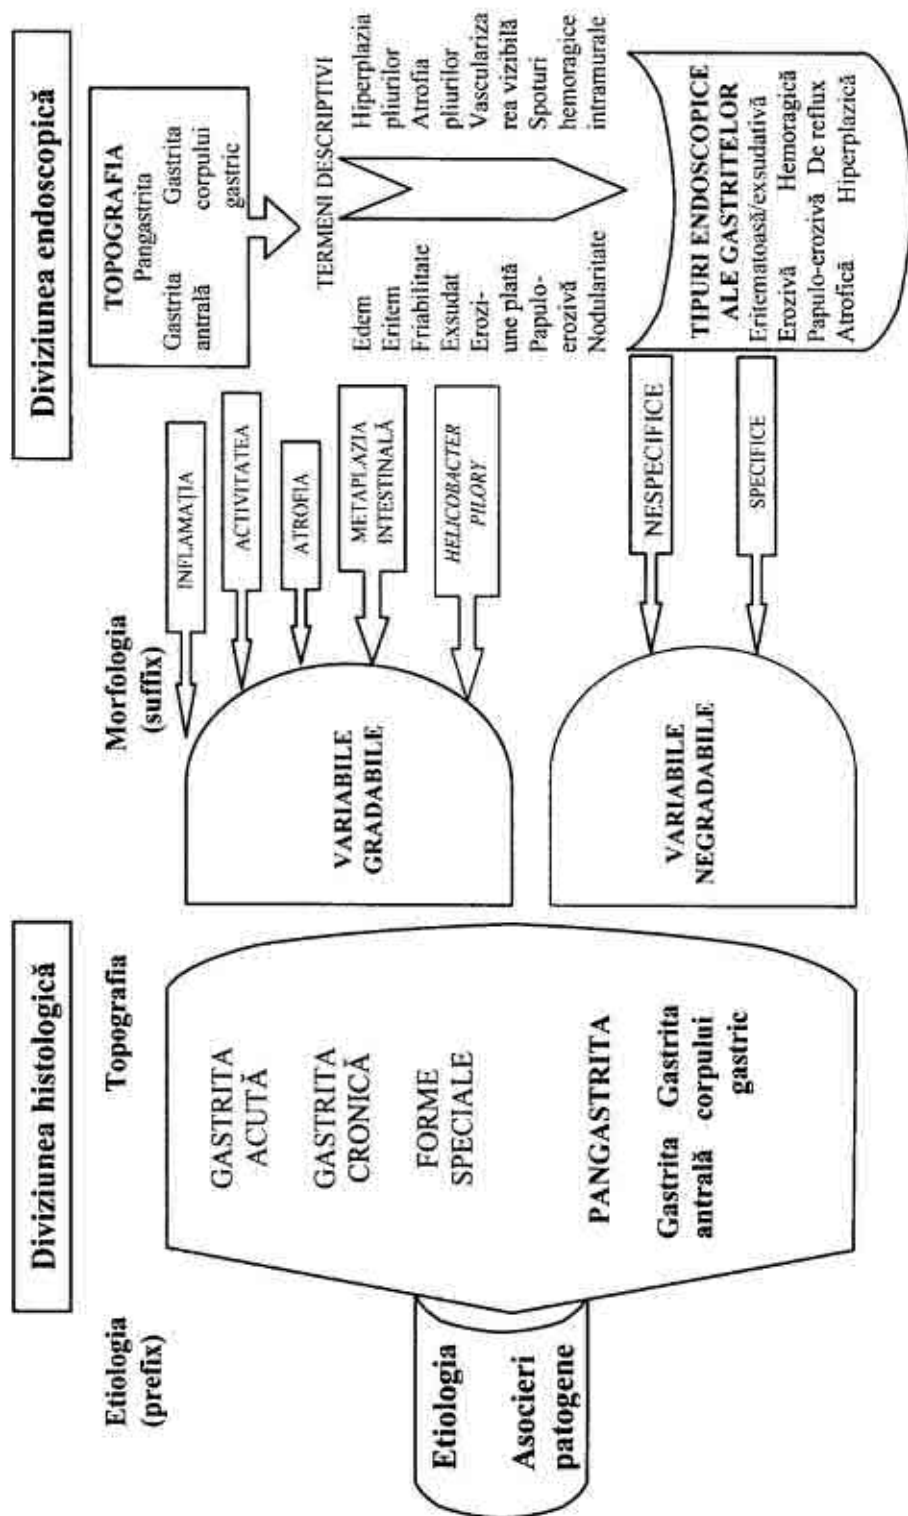 Diviziunea histologică
Etiologia
(prefix)
Topografia
Morfologia
(suffix)
Etiologia
Asocieri
patogene
GASTRITA
ACUTĂ
GASTRITA
CRONICĂ
FORME
SPECIALE
PANGASTRITA
Gastrita
antrală
Gastrita
corpului
gastric
VARIABILE
GRADABILE
INFLAMAȚIA
ACTIVITATEA
ATROFIA
METAPLAZIA
INTESTINALĂ
HELICOBACTER
PILORY
VARIABILE
NEGRADABILE
NESPECIFICE
SPECIFICE
Diviziunea endoscopică
TOPOGRAFIA
Pangastrita
Gastrita
antrală
Gastrita
corpului
gastric
TERMENI DESCRIPTIVI
Edem
Eritem
Friabilitate
Exsudat
Erozi-
une plată
Papulo-
erozivă
Nodularitate
Hiperplazia
pliurilor
Atrofia
pliurilor
Vasculariza
rea vizibilă
Spoturi
hemoragice
intramurale
TIPURI ENDOSCOPICE
ALE GASTRITELOR
Eritematoasă/exsudativă
Erozivă Hemoragică
Papulo-erozivă De reflux
Atrofică Hiperplazică